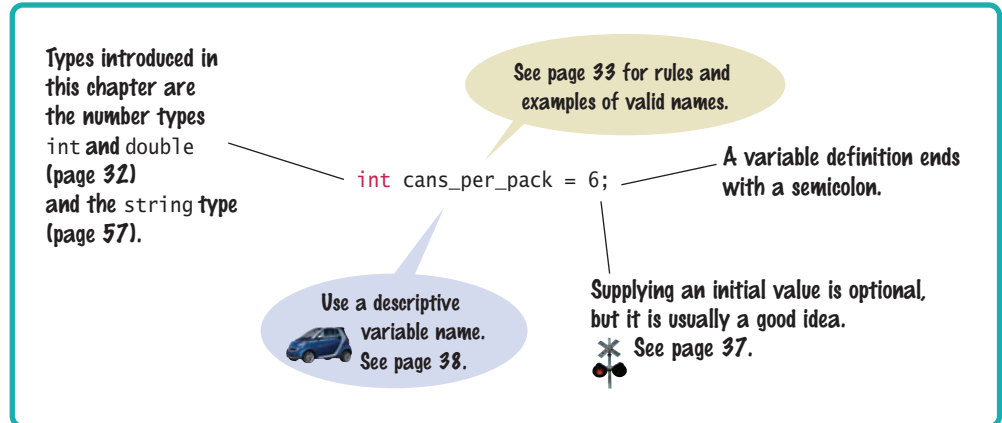 Types introduced in
this chapter are
the number types
int and double
(page 32)
and the string type
(page 57).
See page 33 for rules and
examples of valid names.
int cans_per_pack = 6;
A variable definition ends
with a semicolon.
Use a descriptive
variable name.
See page 38.
Supplying an initial value is optional,
but it is usually a good idea.
See page 37.